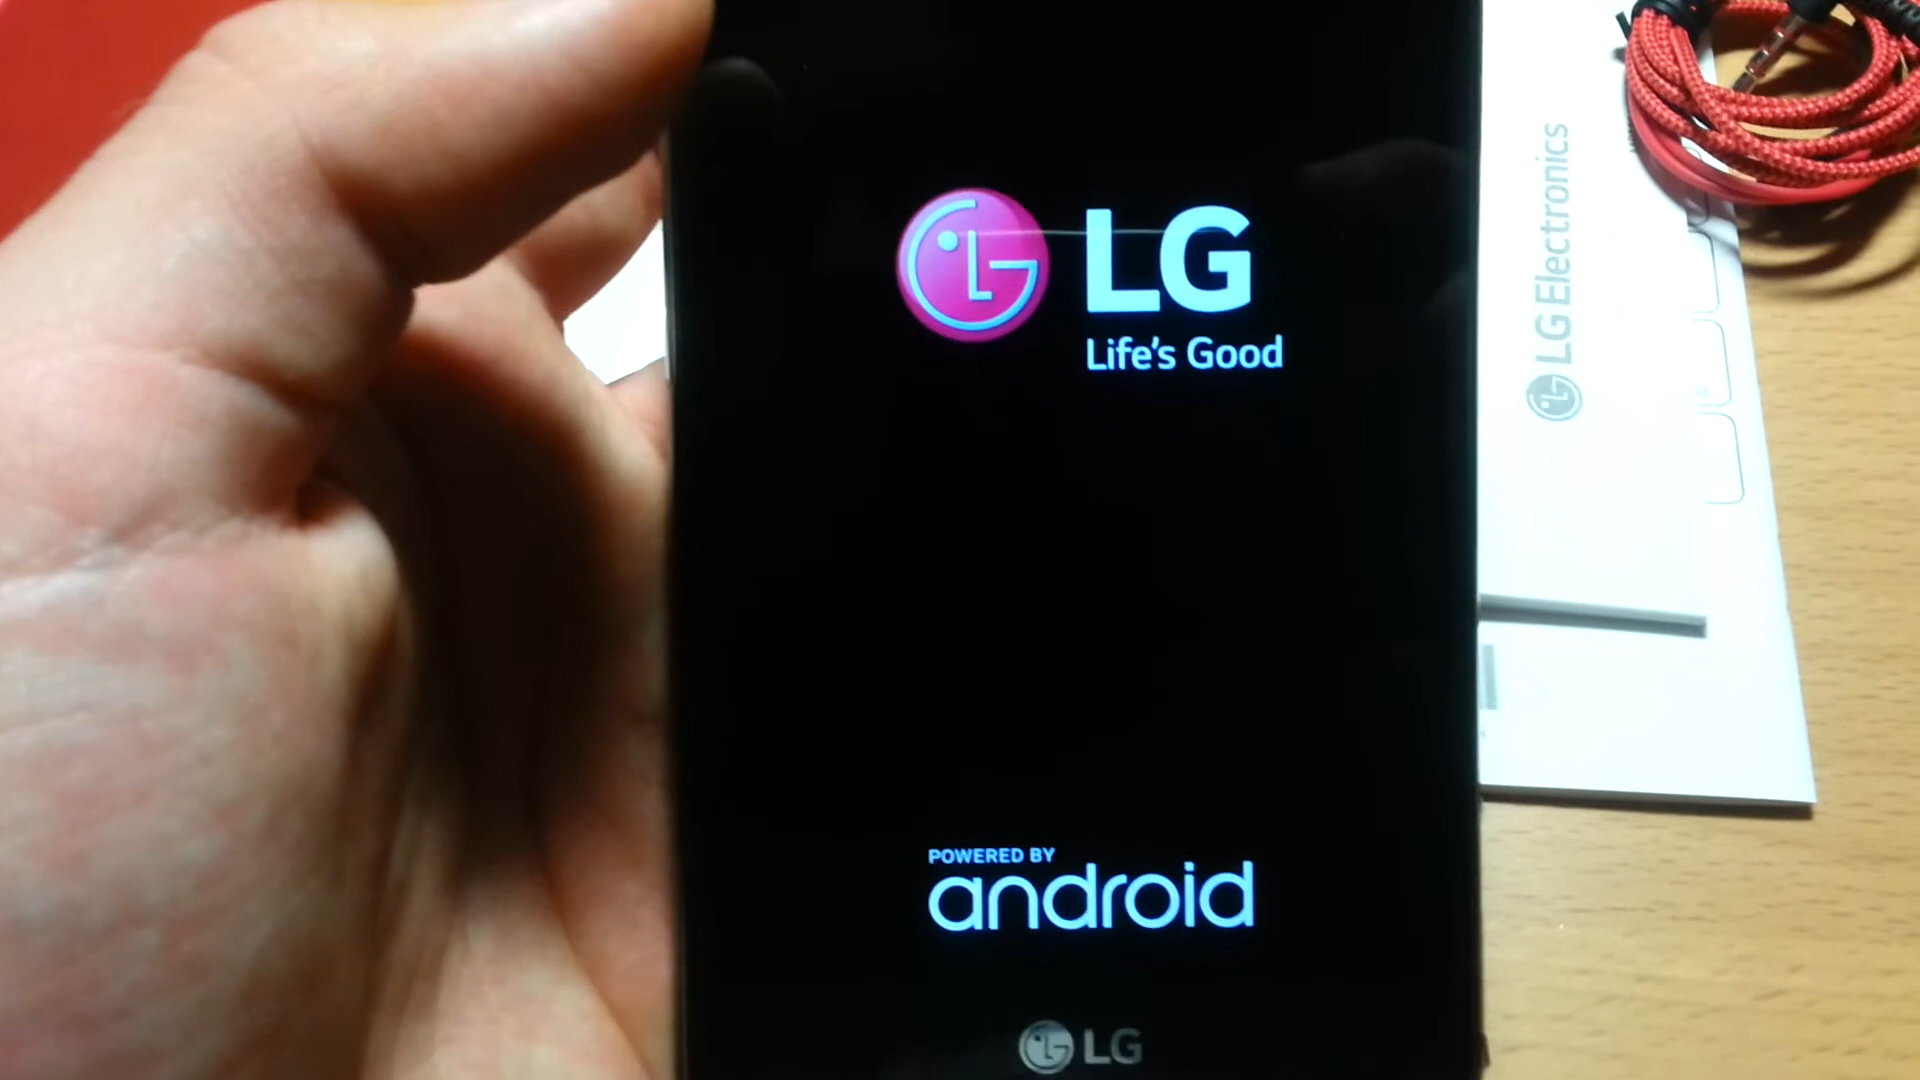 LG
Life's Good
POWERED BY
android
LG
LG Electronics